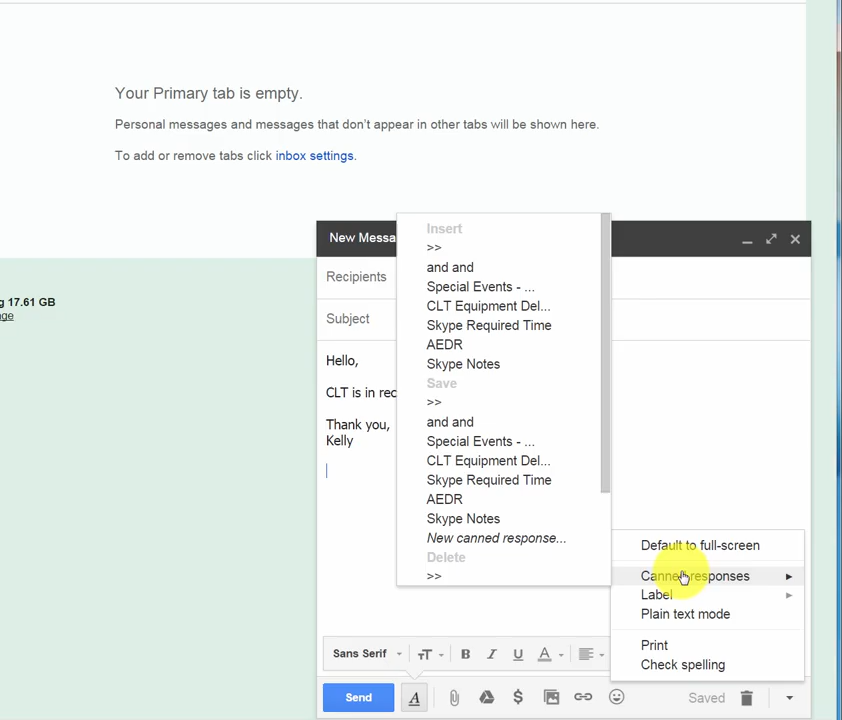 Your Primary tab is empty.
Personal messages and messages that don't appear in other tabs will be shown here.
To add or remove tabs click inbox settings.
g 17.61 GB
ge
New Messa
Recipients
Subject
Hello,
CLT is in rec
Thank you,
Kelly
Insert
>>
and and
Special Events - ...
CLT Equipment Del...
Skype Required Time
AEDR
Skype Notes
Save
>>
and and
Special Events - ...
CLT Equipment Del...
Skype Required Time
AEDR
Skype Notes
New canned response...
Delete
>>
Default to full-screen
Canned responses
Label
Plain text mode
Print
Check spelling
Sans Serif
Send
Saved